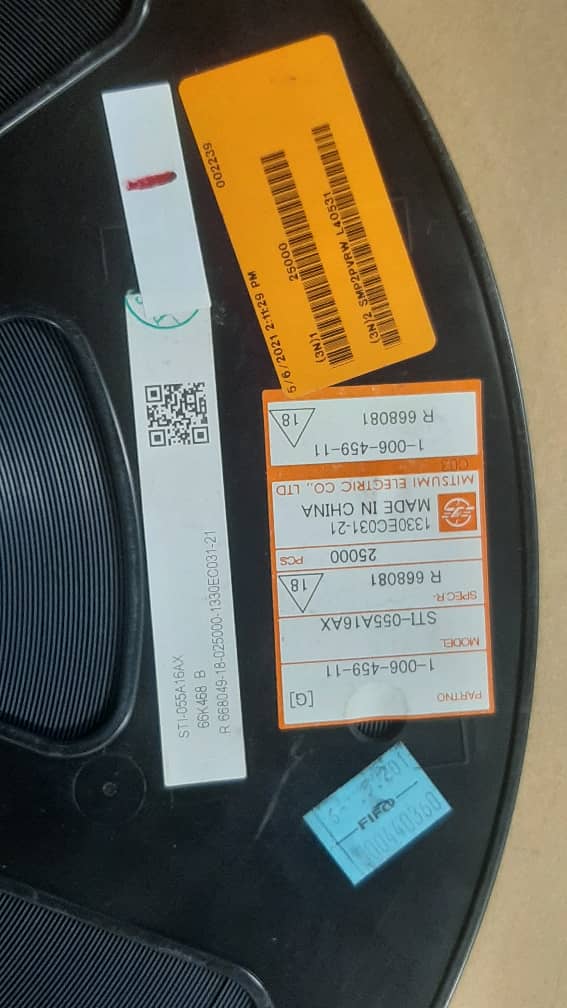 002239
5/6/2021 2:11:29 PM
25000
(3N)1
(3N)2 SMP2PVRW L40531
STI-055A16AX
66K468 B
R 668049-18-025000-1330EC031-21
PARTNO
[G]
1-006-459-11
MODEL
STI-055A16AX
SPEC R-
R 668081
18
25000 PCS
1330EC031-21
MADE IN CHINA
MITSUMI ELECTRIC CO., LTD
C03
1-006-459-11
R 668081
18
FIFO